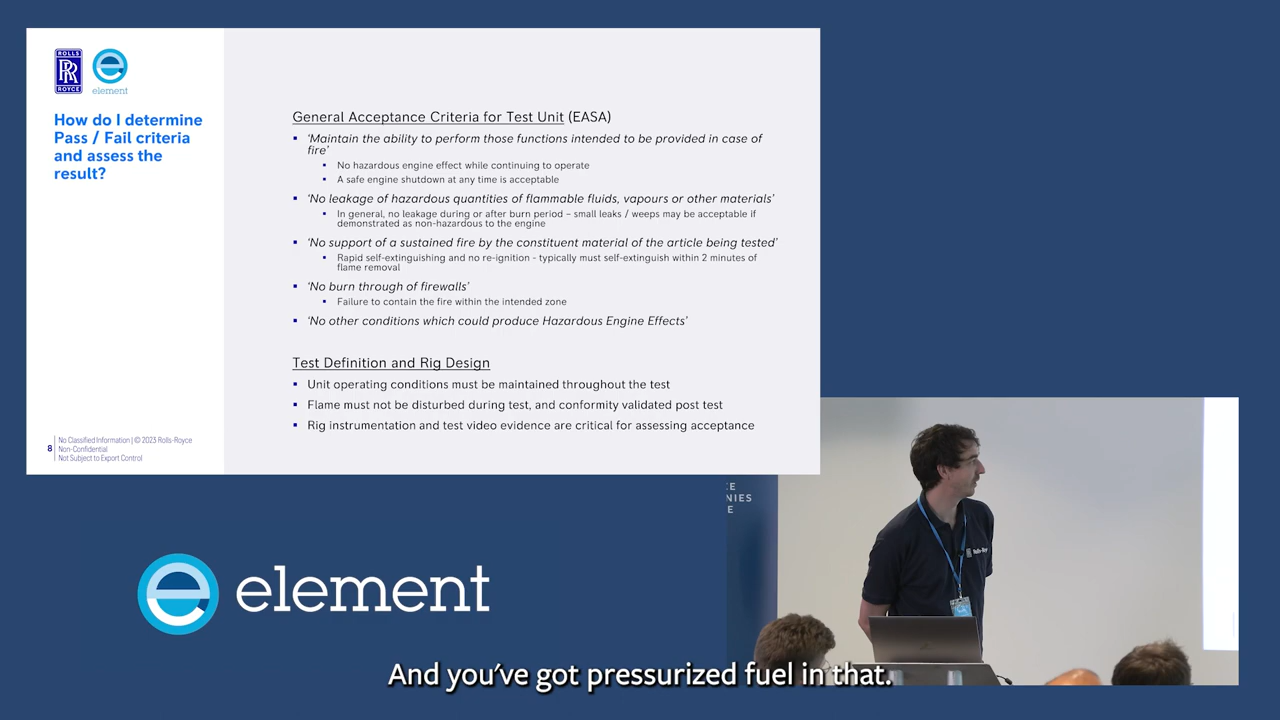 ROLLS
RR
ROYCE
element
How do I determine
Pass / Fail criteria
and assess the
result?
General Acceptance Criteria for Test Unit (EASA)
▪ 'Maintain the ability to perform those functions intended to be provided in case of
fire'
▪ No hazardous engine effect while continuing to operate
▪ A safe engine shutdown at any time is acceptable
▪ 'No leakage of hazardous quantities of flammable fluids, vapours or other materials'
▪ In general, no leakage during or after burn period – small leaks / weeps may be acceptable if
demonstrated as non-hazardous to the engine
▪ 'No support of a sustained fire by the constituent material of the article being tested'
▪ Rapid self-extinguishing and no re-ignition - typically must self-extinguish within 2 minutes of
flame removal
▪ 'No burn through of firewalls'
▪ Failure to contain the fire within the intended zone
▪ 'No other conditions which could produce Hazardous Engine Effects'
Test Definition and Rig Design
▪ Unit operating conditions must be maintained throughout the test
▪ Flame must not be disturbed during test, and conformity validated post test
▪ Rig instrumentation and test video evidence are critical for assessing acceptance
8
No Classified Information | © 2023 Rolls-Royce
Non-Confidential
Not Subject to Export Control
element
And you've got pressurized fuel in that.